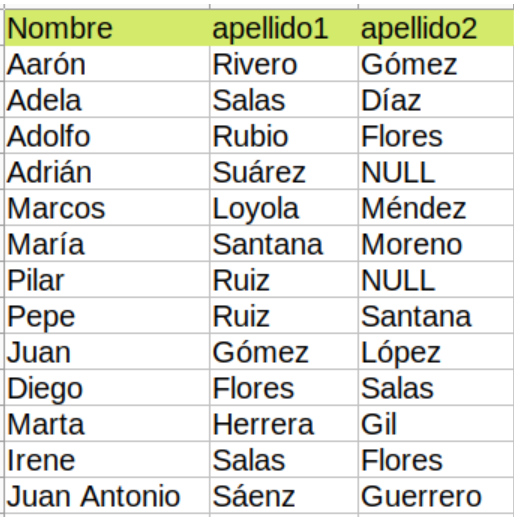 Nombre apellido1 apellido2
Aarón Rivero Gómez
Adela Salas Díaz
Adolfo Rubio Flores
Adrián Suárez NULL
Marcos Loyola Méndez
María Santana Moreno
Pilar Ruiz NULL
Pepe Ruiz Santana
Juan Gómez López
Diego Flores Salas
Marta Herrera Gil
Irene Salas Flores
Juan Antonio Sáenz Guerrero